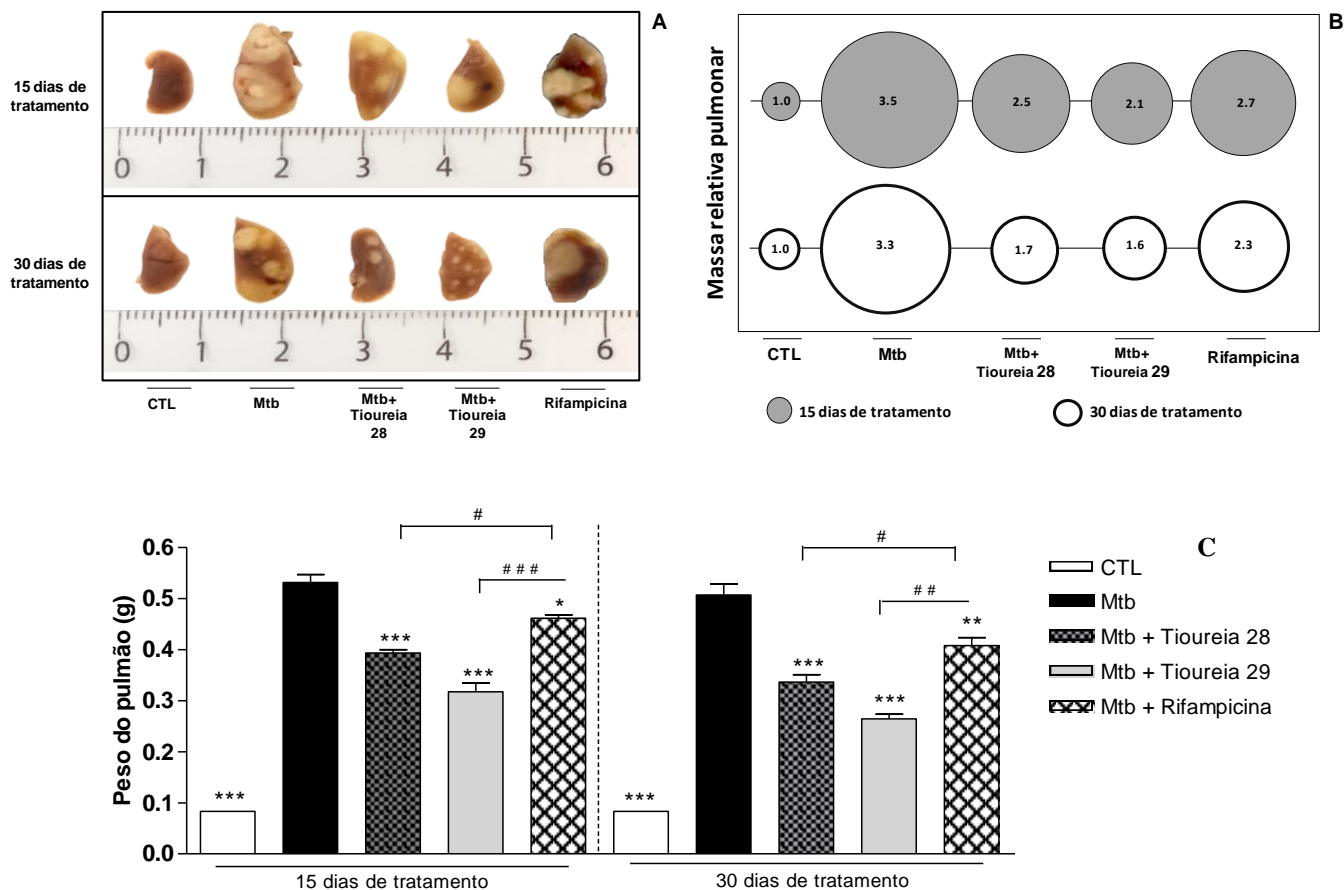 A
15 dias de
tratamento
0 1 2 3 4 5 6
30 dias de
tratamento
0 1 2 3 4 5 6
CTL
Mtb
Mtb+
Tioureia
28
Mtb+
Tioureia
29
Rifampicina
B
Massa relativa pulmonar
1.0 3.5 2.5 2.1 2.7
1.0 3.3 1.7 1.6 2.3
CTL
Mtb
Mtb+
Tioureia 28
Mtb+
Tioureia 29
Rifampicina
15 dias de tratamento
30 dias de tratamento
C
Peso do pulmão (g)
0.6
0.5
0.4
0.3
0.2
0.1
0.0
#
# # #
***
***
***
*
#
# #
***
***
***
**
15 dias de tratamento
30 dias de tratamento
CTL
Mtb
Mtb + Tioureia 28
Mtb + Tioureia 29
Mtb + Rifampicina